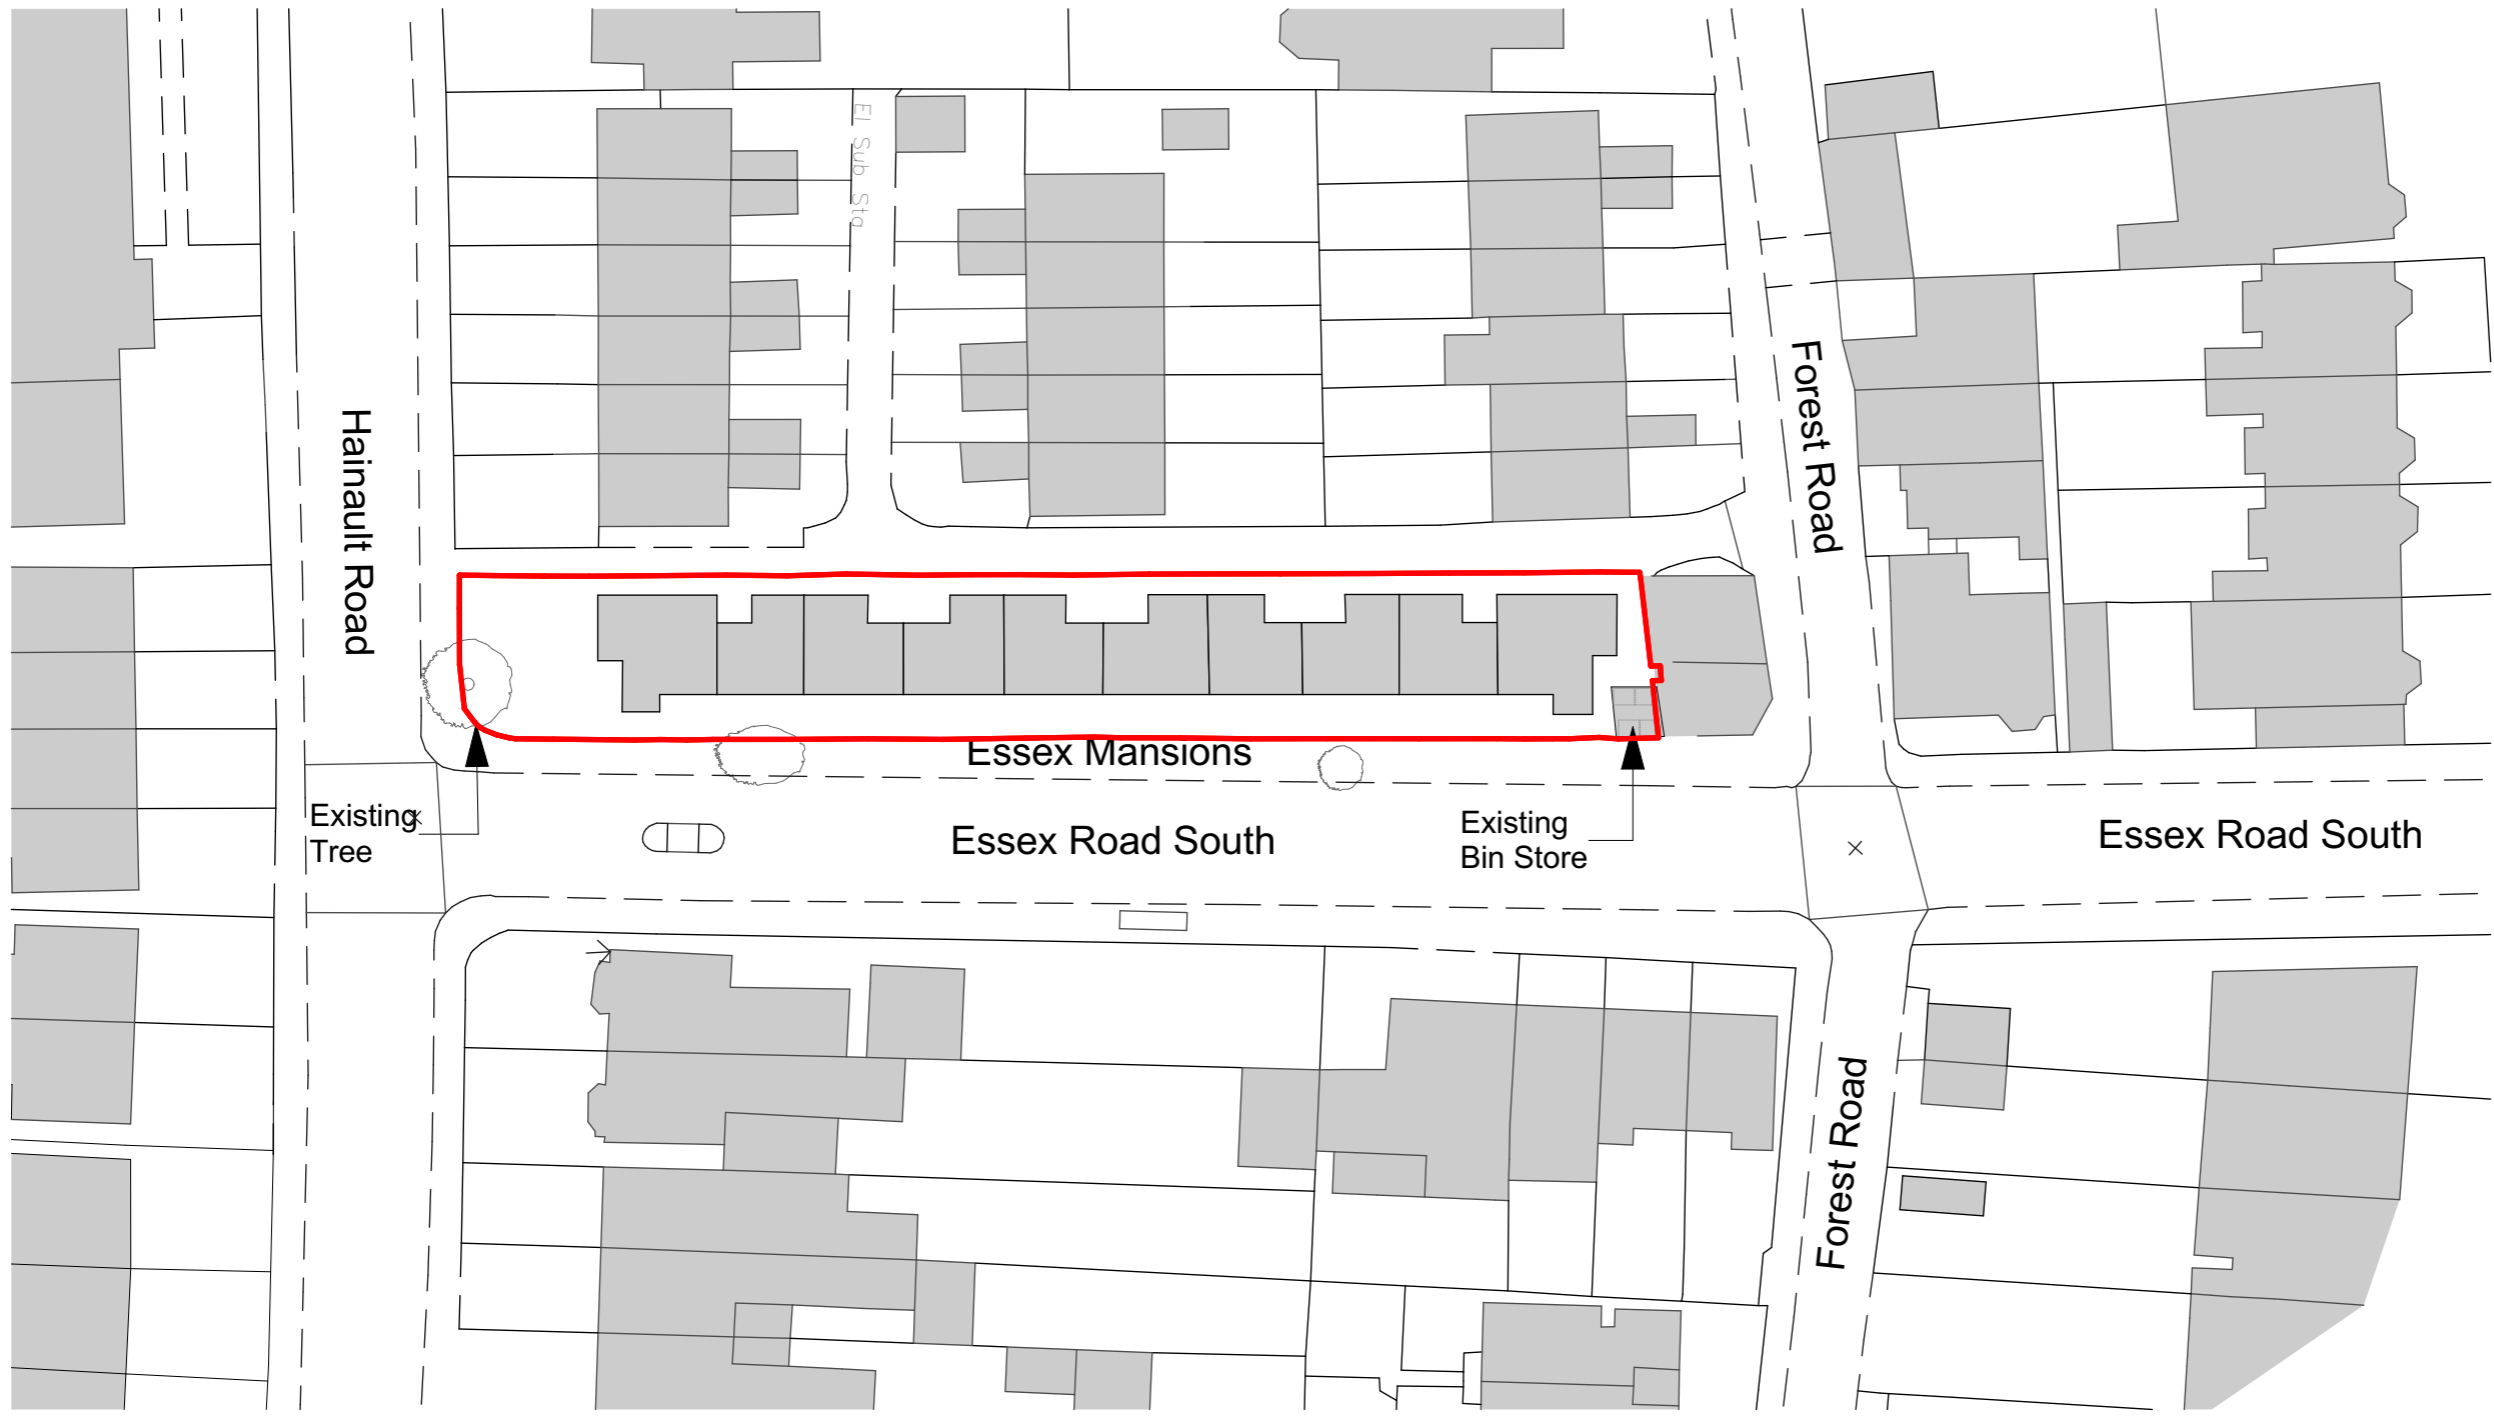 El Sub Sta
Hainault Road
Forest Road
Essex Mansions
Existing
Tree
Essex Road South
Existing
Bin Store
Essex Road South
Forest Road